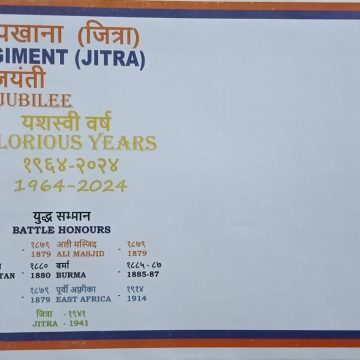 पखाना (जित्रा)
GIMENT (JITRA)
जयंती
JUBILEE
यशस्वी वर्ष
LORIOUS YEARS
१९६४-२०२४
1964-2024
युद्ध सम्मान
BATTLE HONOURS
- १८७९ अली मस्जिद - १८७९
- 1879 ALI MASJID - 1879
- १८८० बर्मा - १८८५-८७
TAN - 1880 BURMA - 1885-87
- १८७९ पूर्वी अफ्रीका - १९१४
- 1879 EAST AFRICA - 1914
जित्रा - १९४१
JITRA - 1941